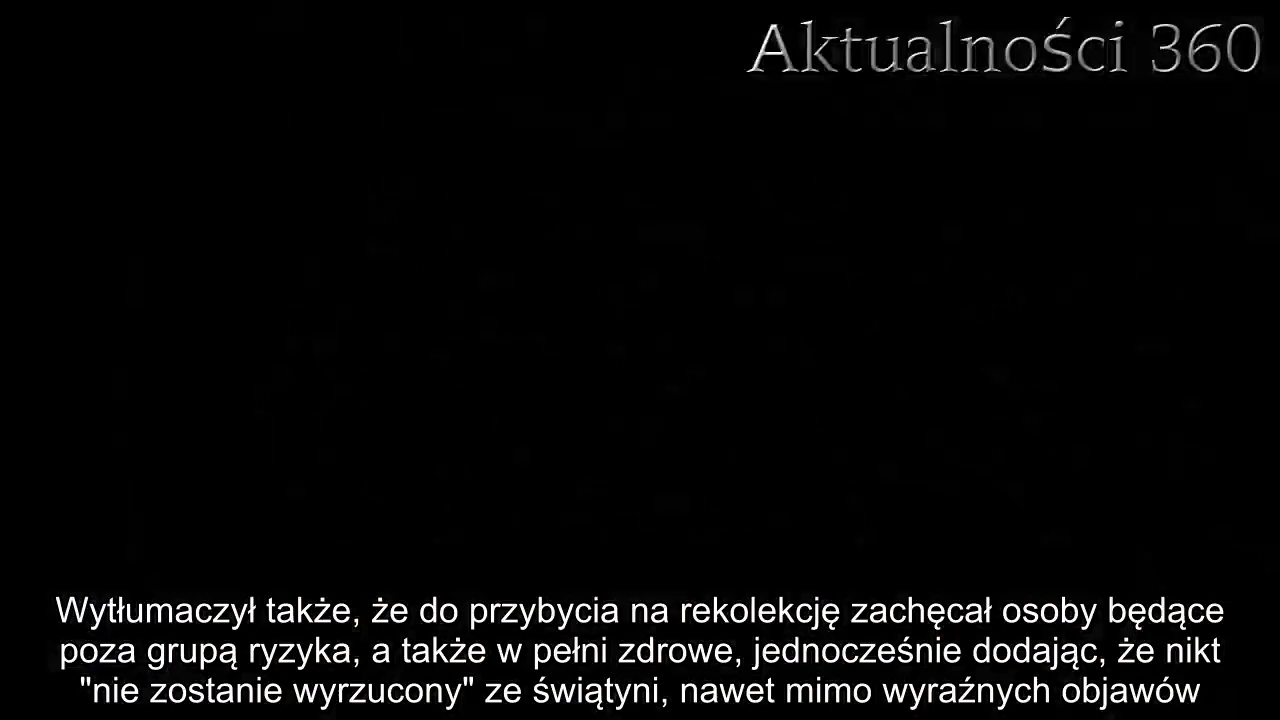 Aktualności 360
Wytłumaczył także, że do przybycia na rekolekcję zachęcał osoby będące
poza grupą ryzyka, a także w pełni zdrowe, jednocześnie dodając, że nikt
"nie zostanie wyrzucony" ze świątyni, nawet mimo wyraźnych objawów